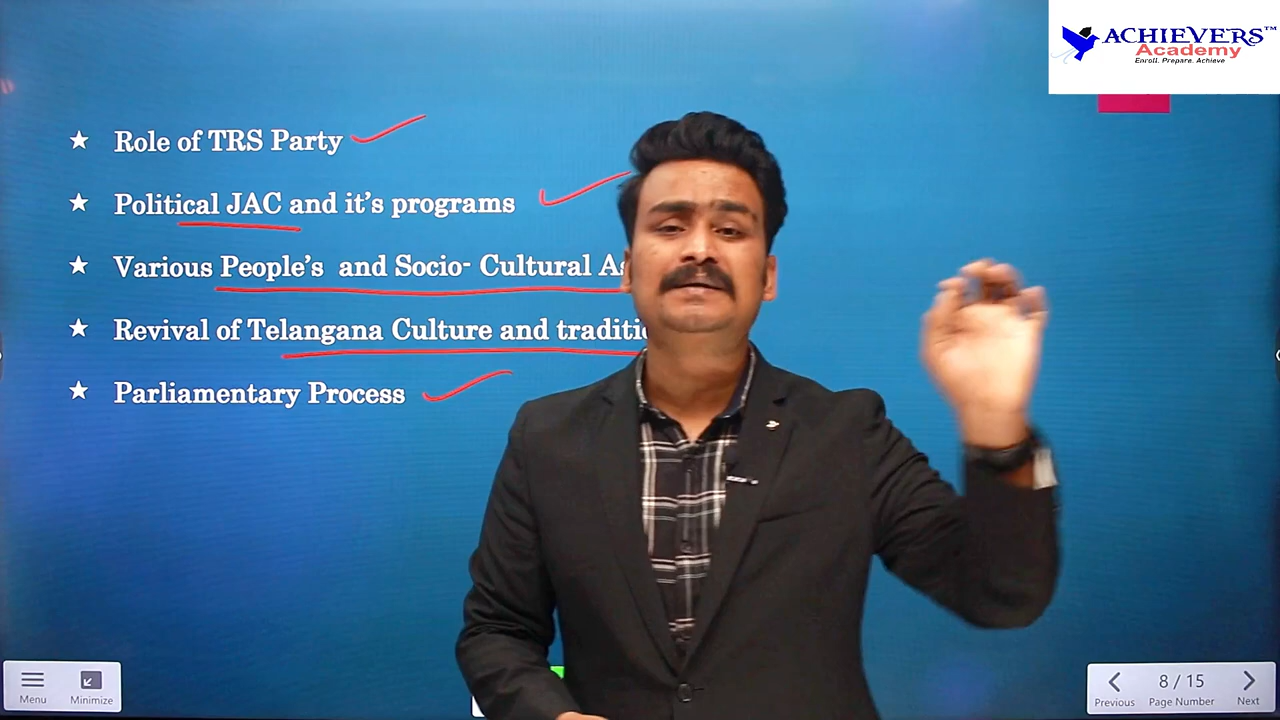 ACHIEVERS™
Academy
Enroll. Prepare. Achieve
★ Role of TRS Party
★ Political JAC and it's programs
★ Various People's and Socio- Cultural
★ Revival of Telangana Culture and
★ Parliamentary Process
Menu
Minimize
8 / 15
Previous
Page Number
Next